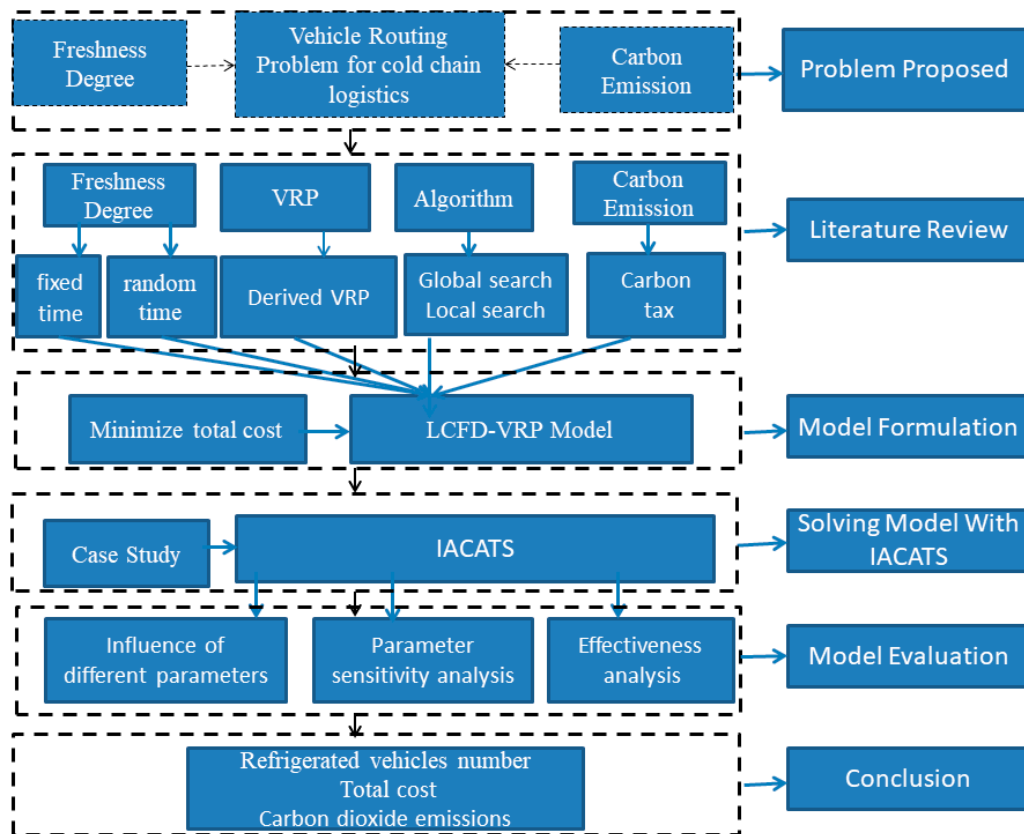 Freshness
Degree
Vehicle Routing
Problem for cold chain
logistics
Carbon
Emission
Problem Proposed
Freshness
Degree
VRP
Algorithm
Carbon
Emission
Literature Review
fixed
time
random
time
Derived VRP
Global search
Local search
Carbon
tax
Minimize total cost
LCFD-VRP Model
Model Formulation
Case Study
IACATS
Solving Model With
IACATS
Influence of
different parameters
Parameter
sensitivity analysis
Effectiveness
analysis
Model Evaluation
Refrigerated vehicles number
Total cost
Carbon dioxide emissions
Conclusion